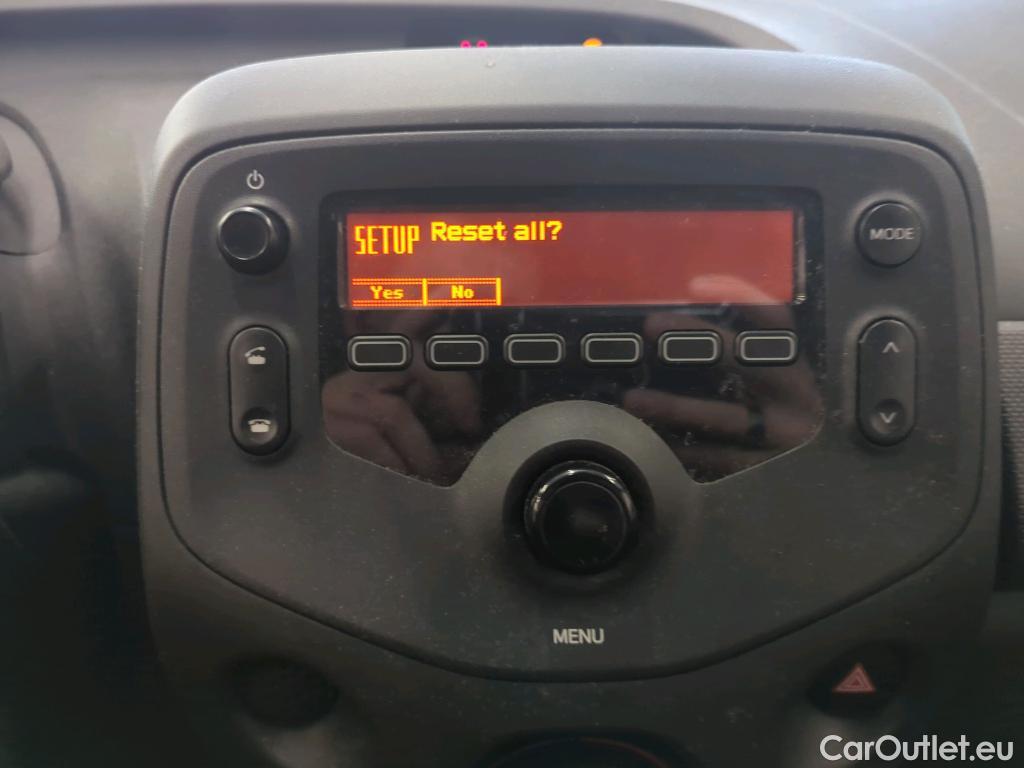 SETUP Reset all?
Yes No
MODE
MENU
CarOutlet.eu